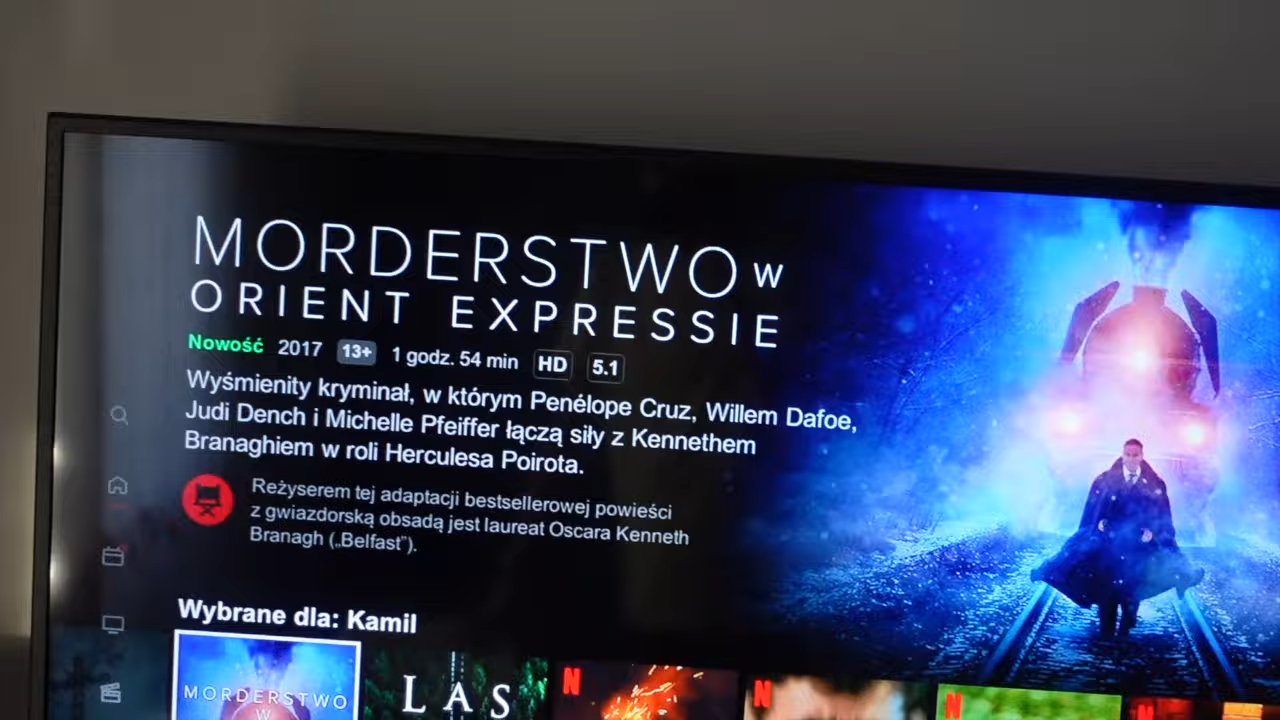 MORDERSTWO W
ORIENT EXPRESSIE
Nowość 2017 13+ 1 godz. 54 min HD 5.1
Wyśmienity kryminał, w którym Penélope Cruz, Willem Dafoe,
Judi Dench i Michelle Pfeiffer łączą siły z Kennethem
Branaghiem w roli Herculesa Poirota.
Reżyserem tej adaptacji bestsellerowej powieści
z gwiazdorską obsadą jest laureat Oscara Kenneth
Branagh („Belfast”).
Wybrane dla: Kamil
MORDERSTWO
W
LAS
N
N
N
N